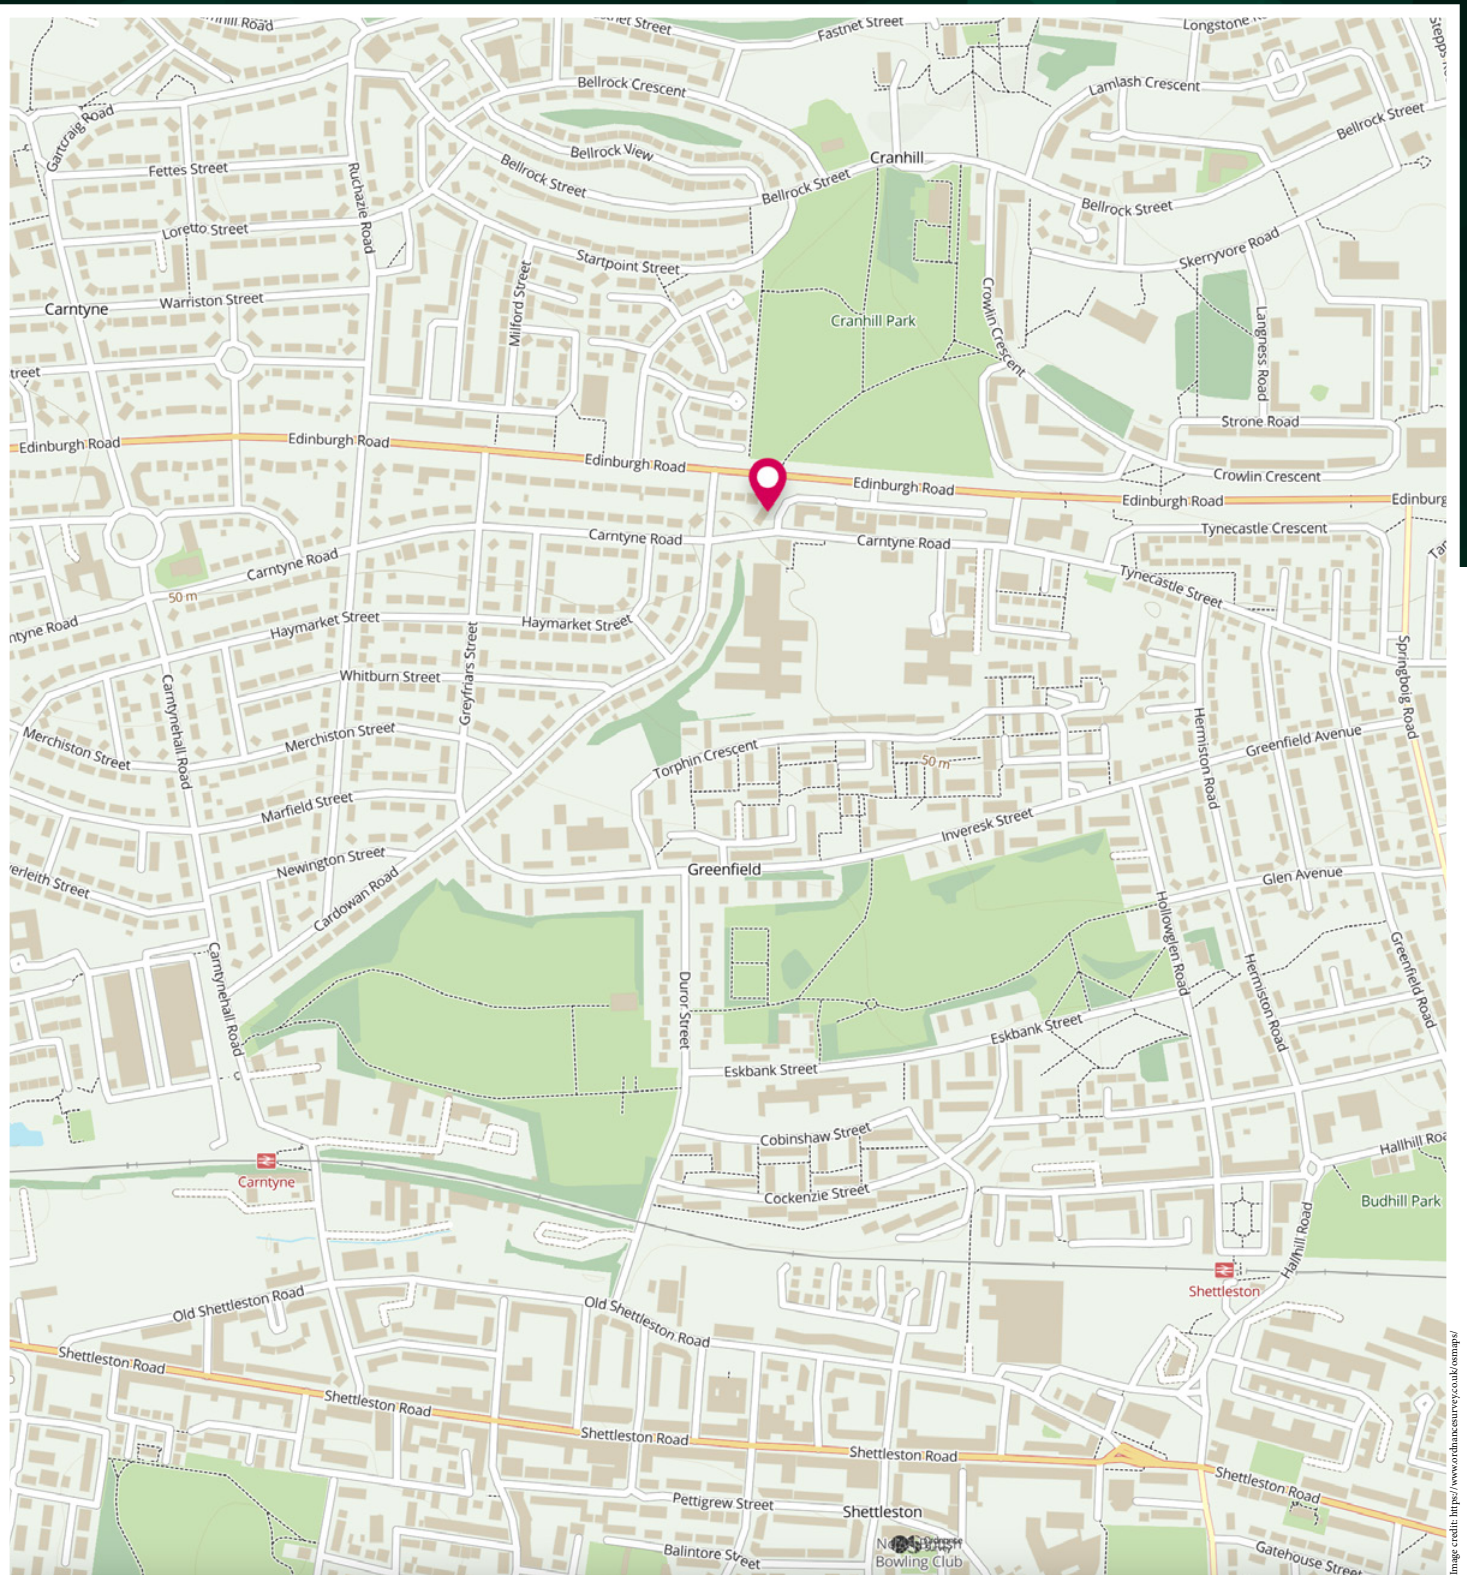 Fastnet Street
Longstone
Bellrock Crescent
Lamlash Crescent
Gartcraig Road
Bellrock Street
Bellrock View
Cranhill
Fettes Street
Bellrock Street
Bellrock Street
Bellrock Street
Ruchazie Road
Loretto Street
Skerryvore Road
Startpoint Street
Milford Street
Warriston Street
Carntyne
Cranhill Park
Crowlin Crescent
Langness Road
Strone Road
Edinburgh Road
Edinburgh Road
Edinburgh Road
Crowlin Crescent
Edinburgh Road
Edinburgh Road
Edinburg
Tynecastle Crescent
Carntyne Road
Carntyne Road
Carntyne Road
Tynecastle Street
50 m
ntyne Road
Haymarket Street
Haymarket Street
Springboig Road
Whitburn Street
Greyfriars Street
Carntynehall Road
Merchiston Street
Merchiston Street
Hermiston Road
Greenfield Avenue
Torphin Crescent
50 m
Marfield Street
Inveresk Street
Newington Street
Greenfield
Glen Avenue
verleith Street
Cardowan Road
Hollowglen Road
Greenfield Road
Carntynehall Road
Duror Street
Hermiston Road
Eskbank Street
Eskbank Street
Cobinshaw Street
Hallhill Roa
Carntyne
Cockenzie Street
Budhill Park
Hallhill Road
Shettleston
Old Shettleston Road
Old Shettleston Road
Shettleston Road
Shettleston Road
Shettleston Road
Shettleston Road
Shettleston Road
Pettigrew Street
Shettleston
Balintore Street
Bowling Club
Gatehouse Street
Image credit: https://www.ordnancesurvey.co.uk/osmaps/